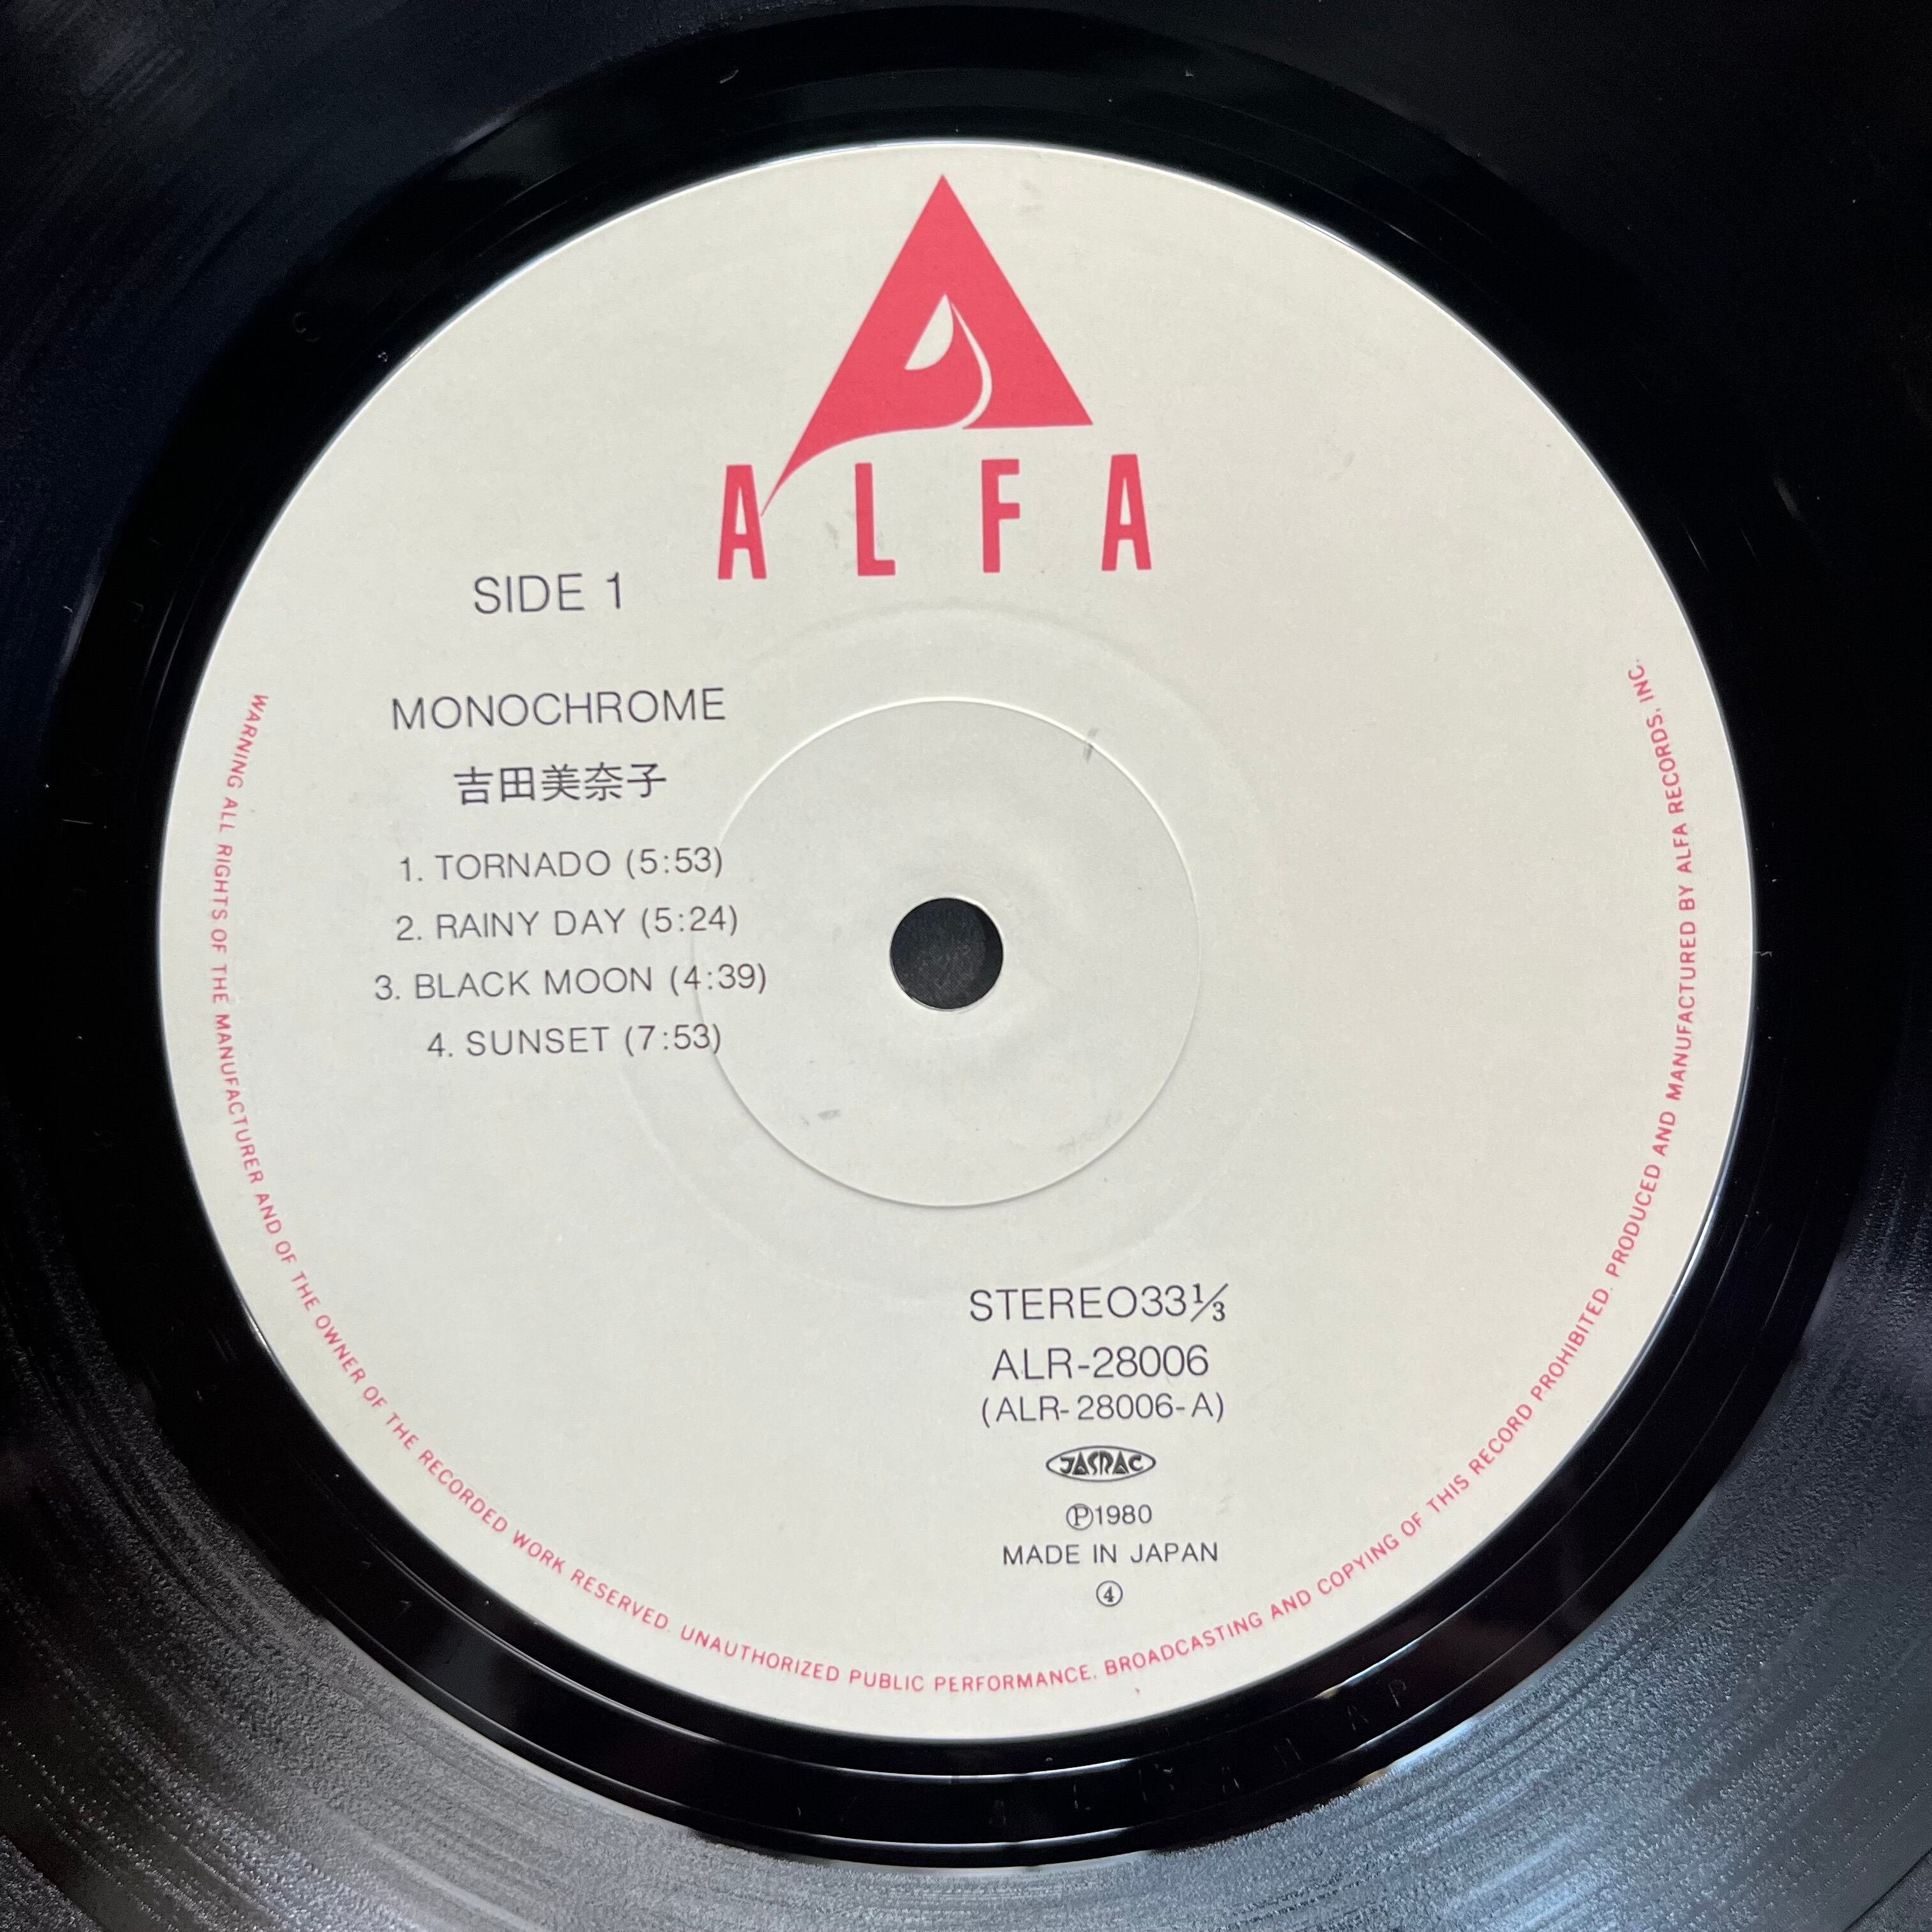 ALFA
SIDE 1
MONOCHROME
吉田美奈子
1. TORNADO (5:53)
2. RAINY DAY (5:24)
3. BLACK MOON (4:39)
4. SUNSET (7:53)
STEREO33⅓
ALR-28006
(ALR-28006-A)
JASRAC
Ⓟ1980
MADE IN JAPAN
④
WARNING ALL RIGHTS OF THE MANUFACTURER AND OF THE OWNER OF THE RECORDED WORK RESERVED. UNAUTHORIZED PUBLIC PERFORMANCE, BROADCASTING AND COPYING OF THIS RECORD PROHIBITED. PRODUCED AND MANUFACTURED BY ALFA RECORDS, INC.